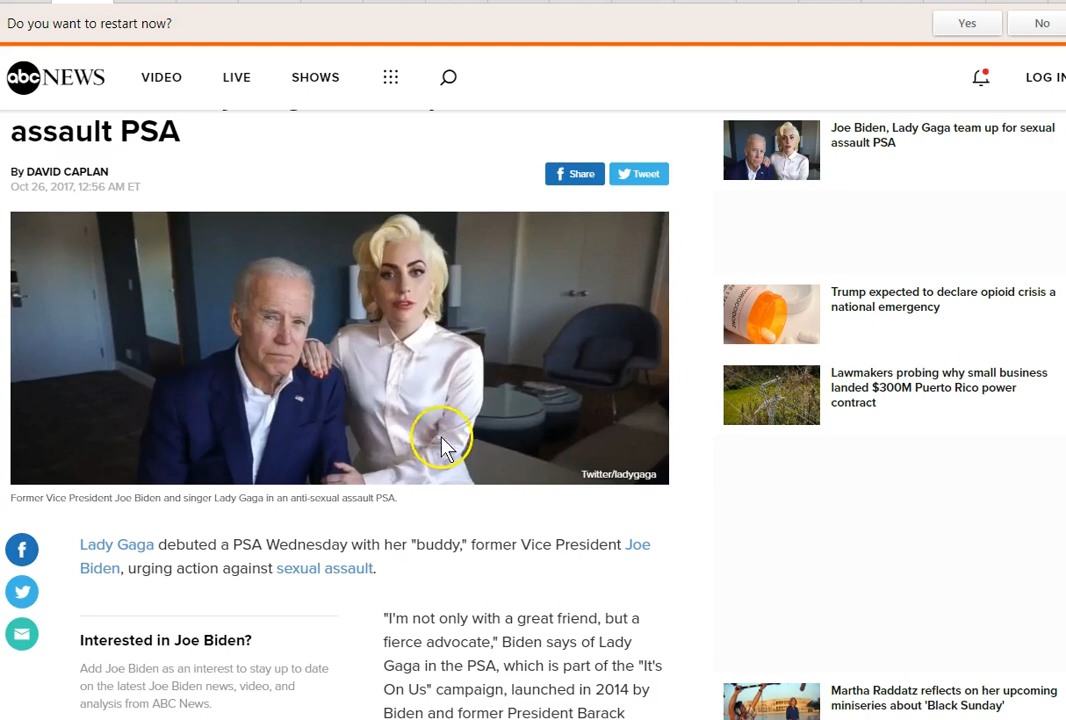 Do you want to restart now?
Yes
No
abc NEWS
VIDEO
LIVE
SHOWS
LOG IN
assault PSA
By DAVID CAPLAN
Oct 26, 2017, 12:56 AM ET
Share
Tweet
Twitter/ladygaga
Former Vice President Joe Biden and singer Lady Gaga in an anti-sexual assault PSA.
Lady Gaga debuted a PSA Wednesday with her "buddy," former Vice President Joe
Biden, urging action against sexual assault.
Interested in Joe Biden?
Add Joe Biden as an interest to stay up to date
on the latest Joe Biden news, video, and
analysis from ABC News.
"I'm not only with a great friend, but a
fierce advocate," Biden says of Lady
Gaga in the PSA, which is part of the "It's
On Us" campaign, launched in 2014 by
Biden and former President Barack
Joe Biden, Lady Gaga team up for sexual
assault PSA
Trump expected to declare opioid crisis a
national emergency
Lawmakers probing why small business
landed $300M Puerto Rico power
contract
Martha Raddatz reflects on her upcoming
miniseries about 'Black Sunday'